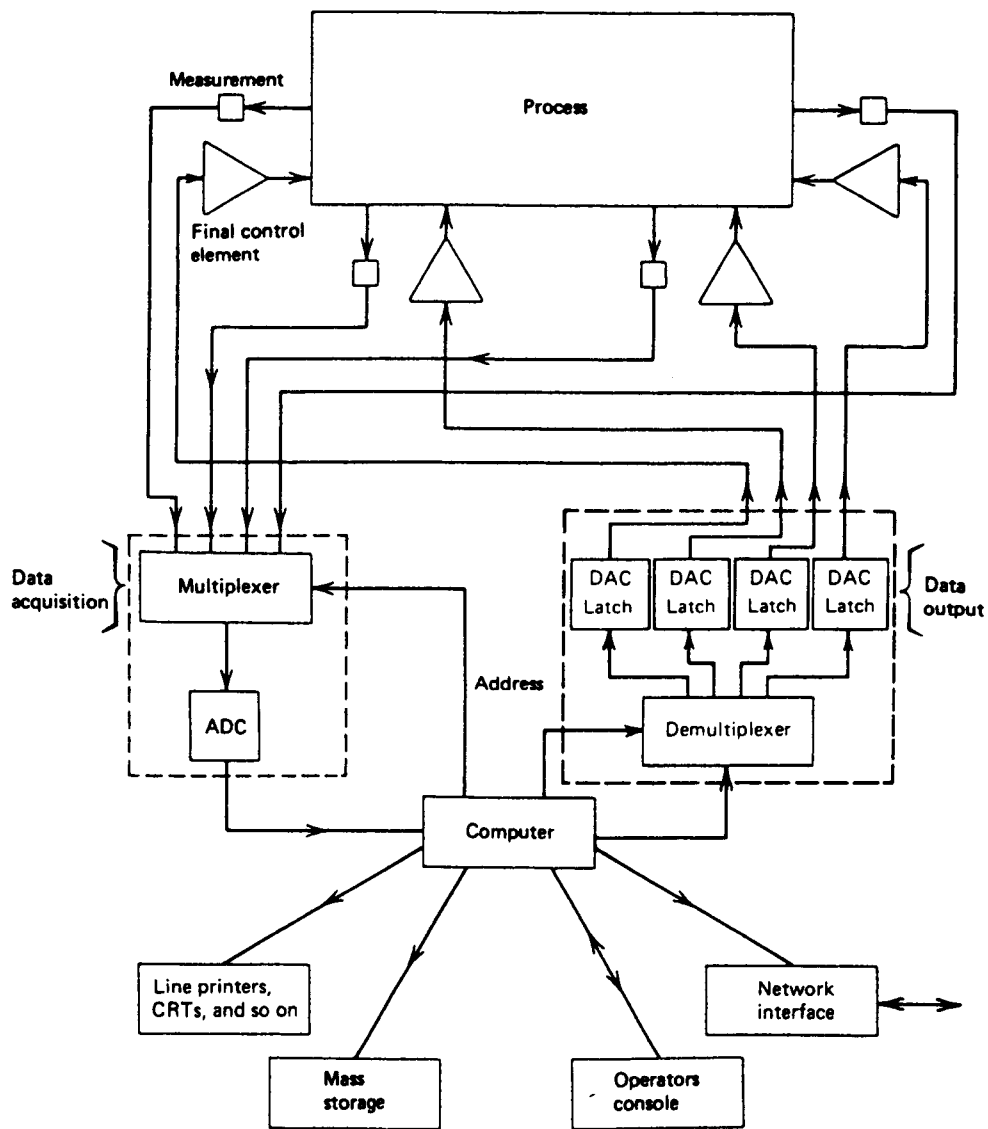 Measurement
Process
Final control
element
Data
acquisition
Multiplexer
DAC
Latch
DAC
Latch
DAC
Latch
DAC
Latch
Data
output
Address
ADC
Demultiplexer
Computer
Line printers,
CRTs, and so on
Network
interface
Mass
storage
Operators
console